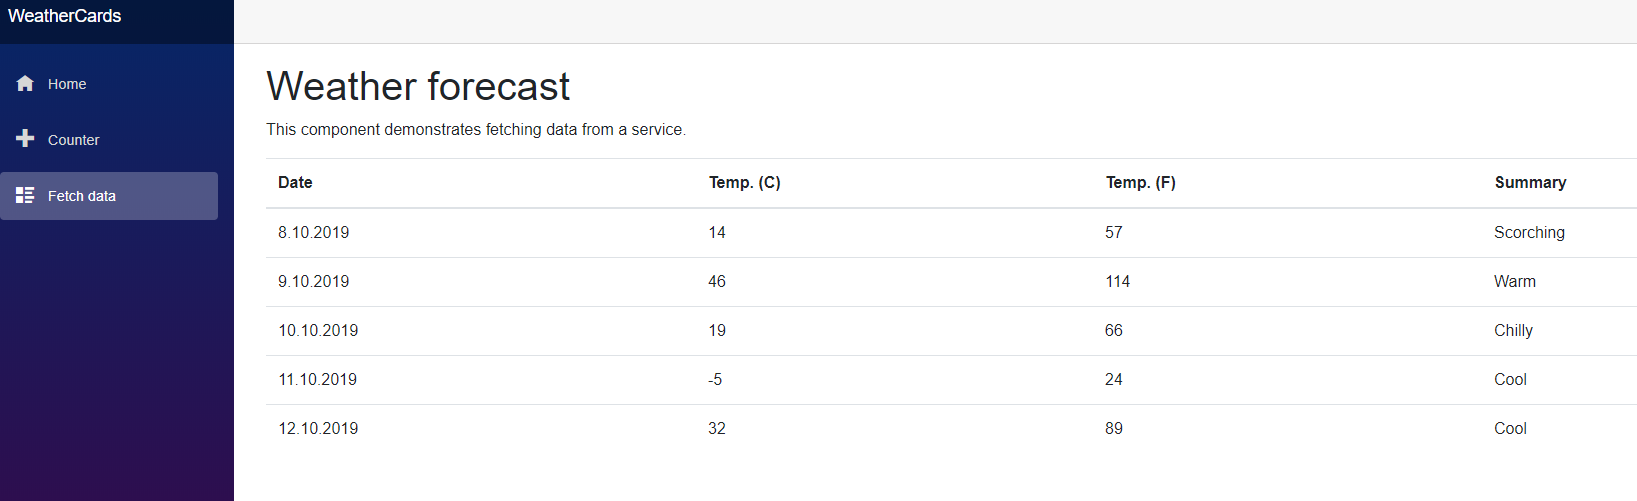 WeatherCards
Home
Counter
Fetch data
Weather forecast
This component demonstrates fetching data from a service.
Date Temp. (C) Temp. (F) Summary
8.10.2019 14 57 Scorching
9.10.2019 46 114 Warm
10.10.2019 19 66 Chilly
11.10.2019 -5 24 Cool
12.10.2019 32 89 Cool